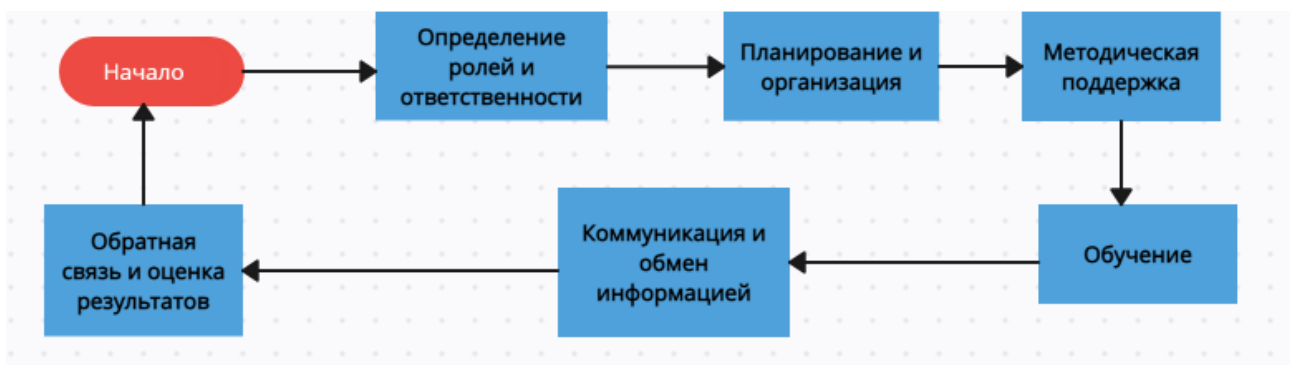 Начало
Определение
ролей и
ответственности
Планирование и
организация
Методическая
поддержка
Обучение
Коммуникация и
обмен
информацией
Обратная
связь и оценка
результатов